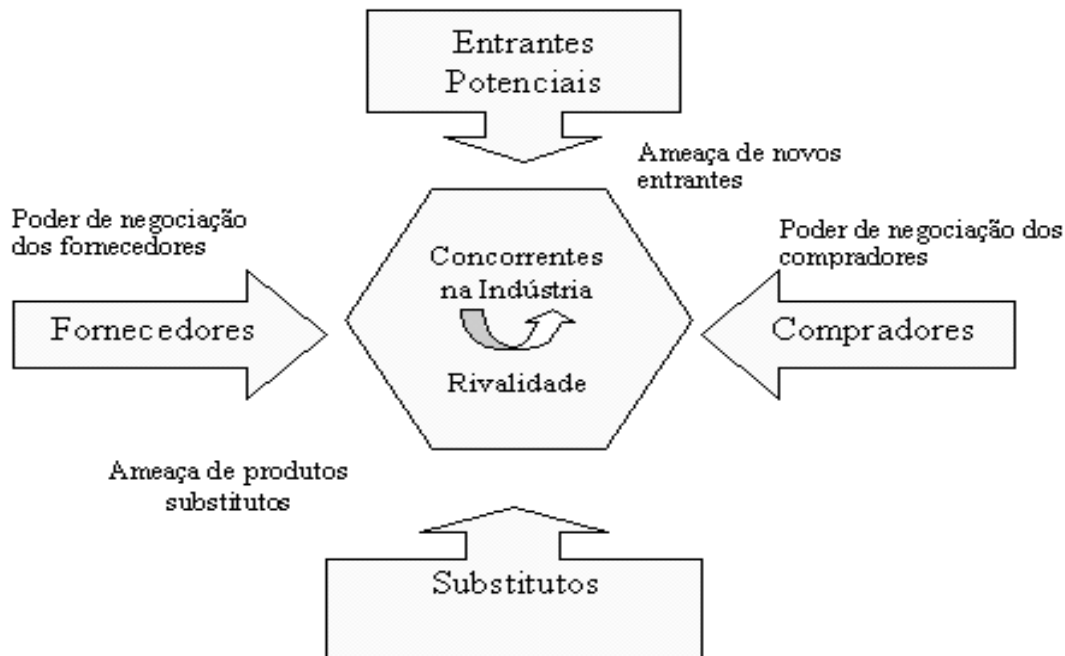 Entrantes
Potenciais
Ameaça de novos
entrantes
Poder de negociação
dos fornecedores
Poder de negociação dos
compradores
Concorrentes
na Indústria
Fornecedores
Compradores
Rivalidade
Ameaça de produtos
substitutos
Substitutos